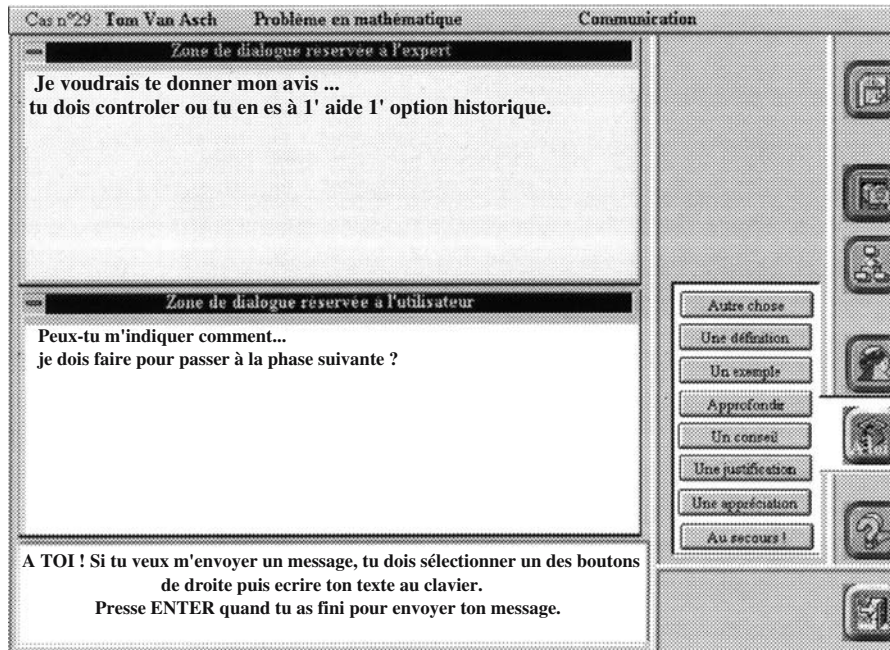 Cas n°29 : Tom Van Asch Problème en mathématique Communication
Zone de dialogue réservée à l'expert
Je voudrais te donner mon avis ...
tu dois controler ou tu en es à 1' aide 1' option historique.
Zone de dialogue réservée à l'utilisateur
Peux-tu m'indiquer comment...
je dois faire pour passer à la phase suivante ?
Autre chose
Une définition
Un exemple
Approfondir
Un conseil
Une justification
Une appréciation
Au secours !
A TOI ! Si tu veux m'envoyer un message, tu dois sélectionner un des boutons
de droite puis ecrire ton texte au clavier.
Presse ENTER quand tu as fini pour envoyer ton message.